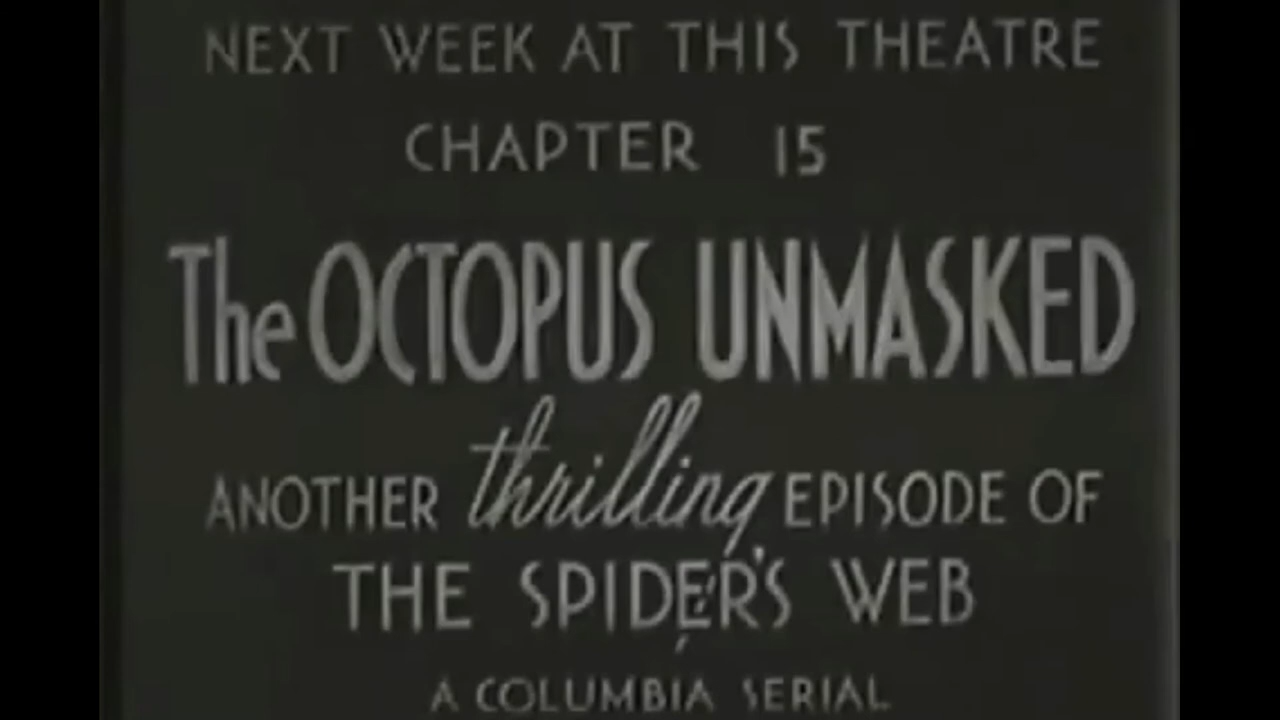 NEXT WEEK AT THIS THEATRE
CHAPTER 15
The OCTOPUS UNMASKED
ANOTHER thrilling EPISODE OF
THE SPIDER'S WEB
A COLUMBIA SERIAL